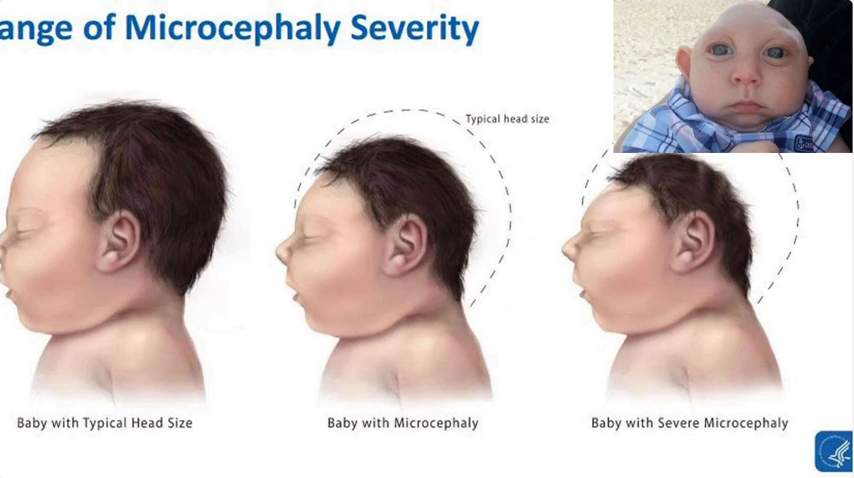 ange of Microcephaly Severity
Typical head size
Baby with Typical Head Size
Baby with Microcephaly
Baby with Severe Microcephaly